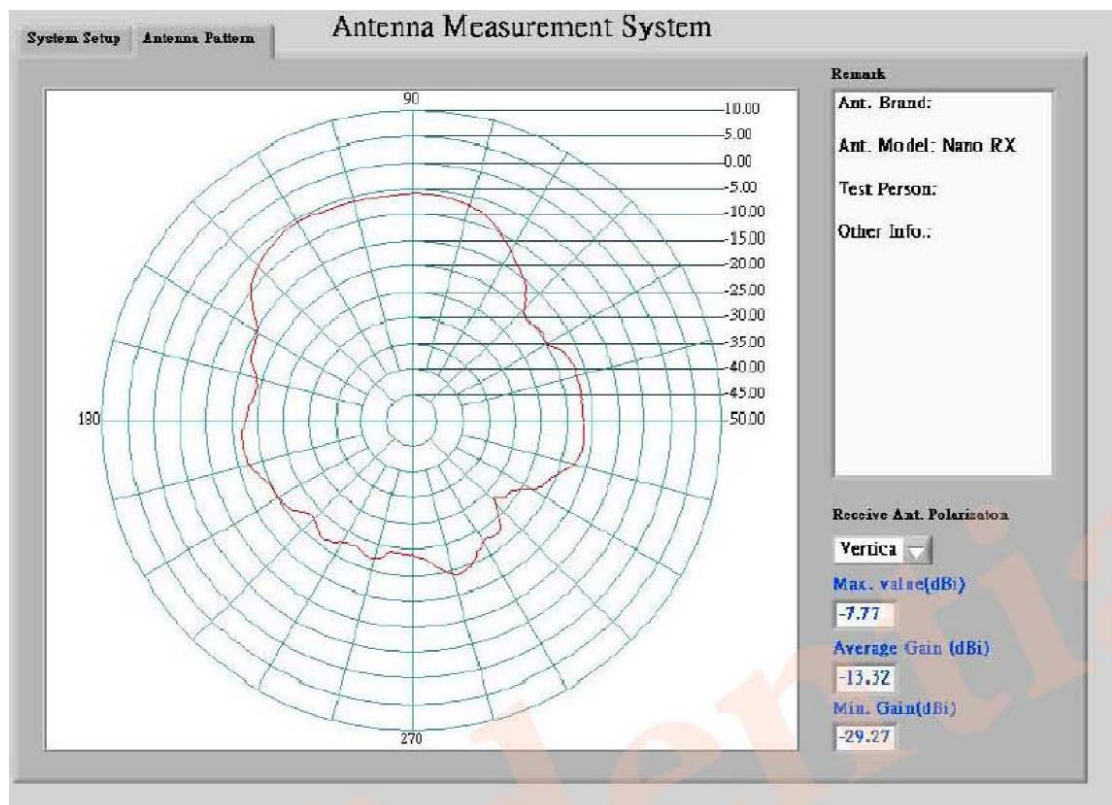 Antenna Measurement System
System Setup
Antenna Pattern
90
10.00
5.00
0.00
-5.00
-10.00
-15.00
-20.00
-25.00
-30.00
-35.00
-40.00
-45.00
-50.00
180
270
Remark
Ant. Brand:
Ant. Model: Nano RX
Test Person:
Other Info.:
Receive Ant. Polarizaton
Vertica
Max. value(dBi)
-7.77
Average Gain (dBi)
-13.32
Min. Gain(dBi)
-29.27